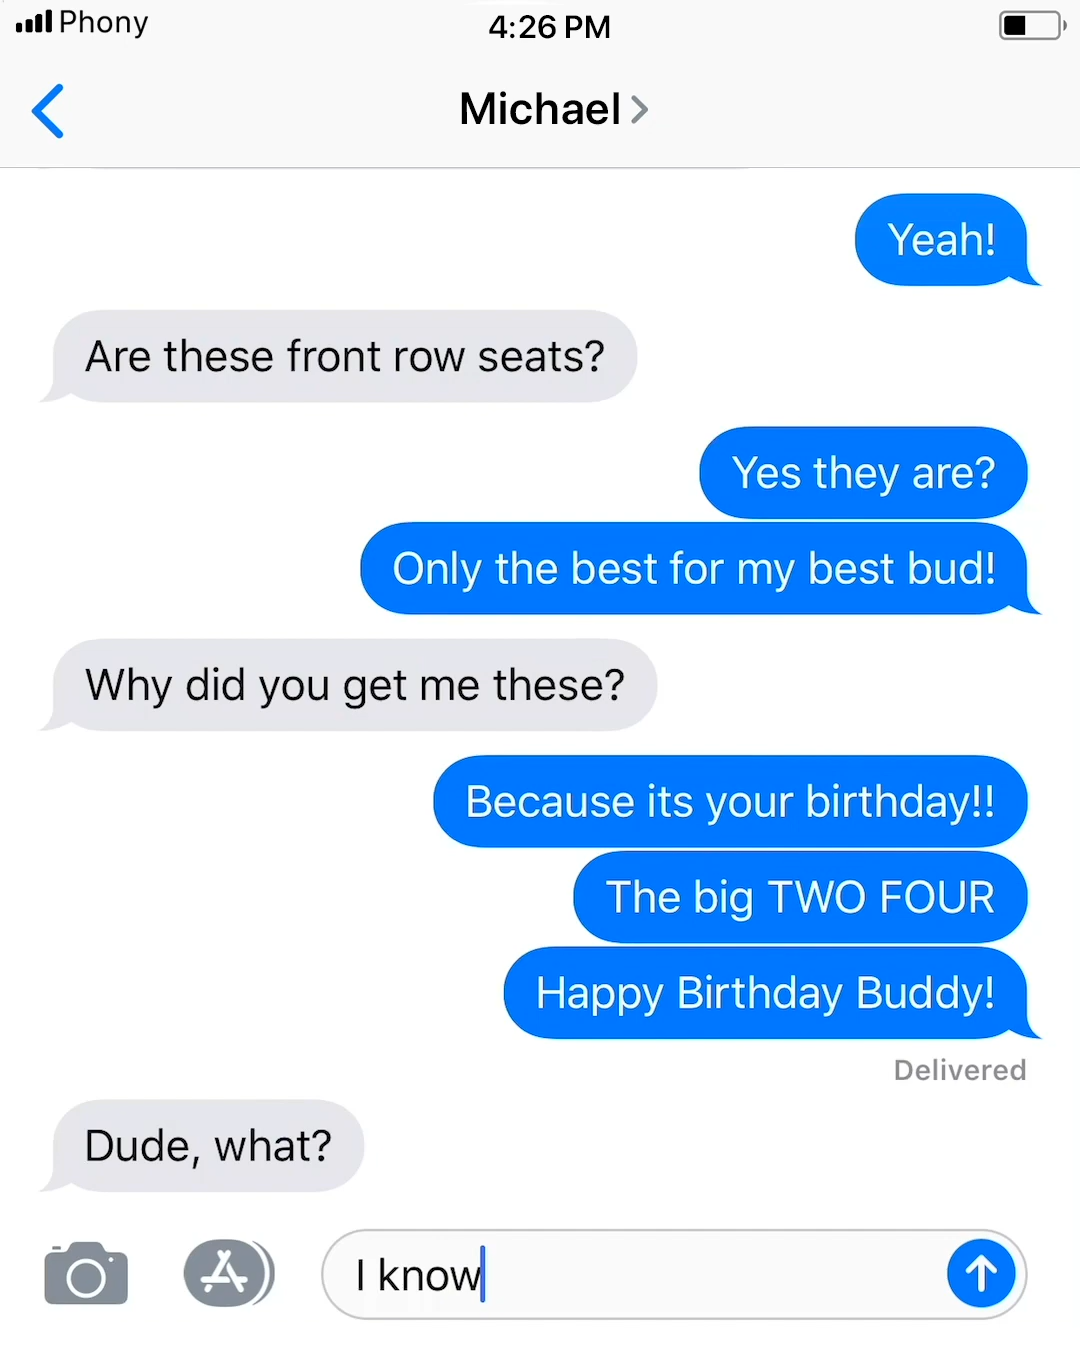 Phony
4:26 PM
Michael
Yeah!
Are these front row seats?
Yes they are?
Only the best for my best bud!
Why did you get me these?
Because its your birthday!!
The big TWO FOUR
Happy Birthday Buddy!
Delivered
Dude, what?
I know